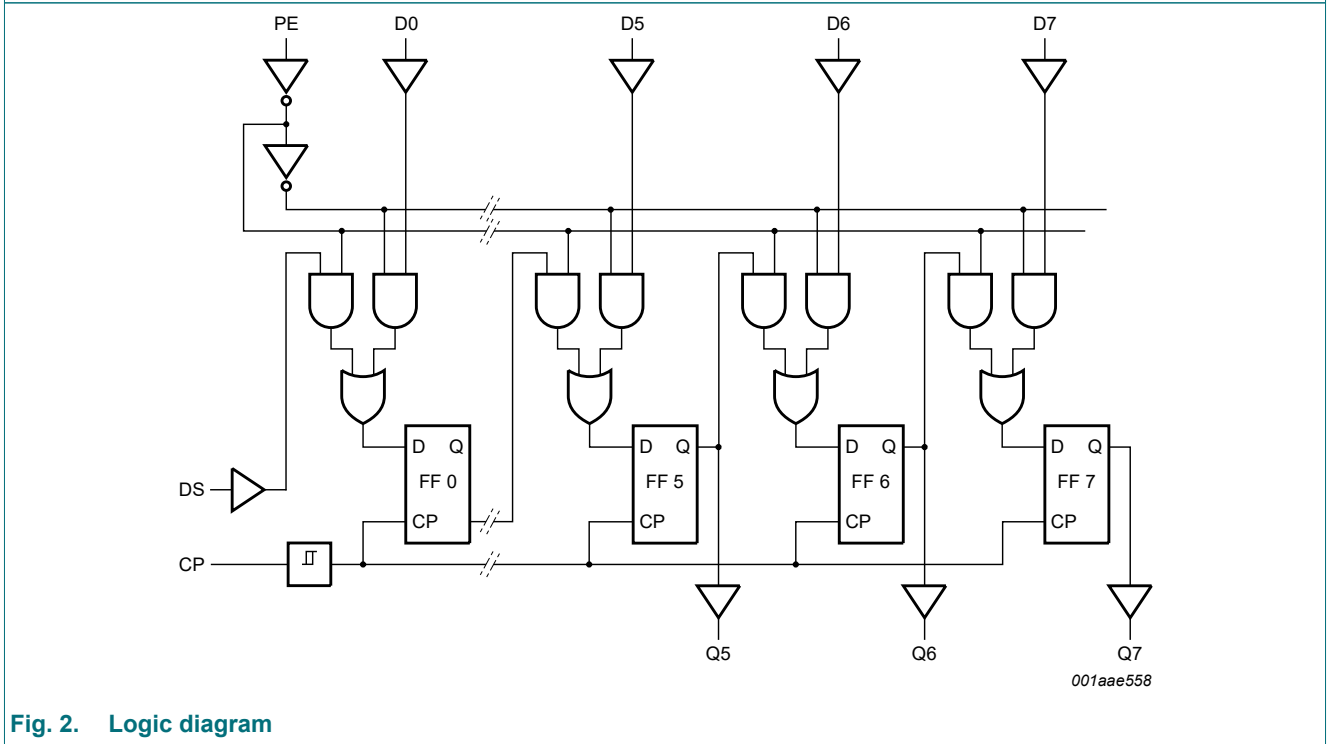 PE D0 D5 D6 D7
D Q D Q D Q D Q
FF 0 FF 5 FF 6 FF 7
DS
CP CP CP CP
CP
Q5 Q6 Q7
001aae558
Fig. 2. Logic diagram